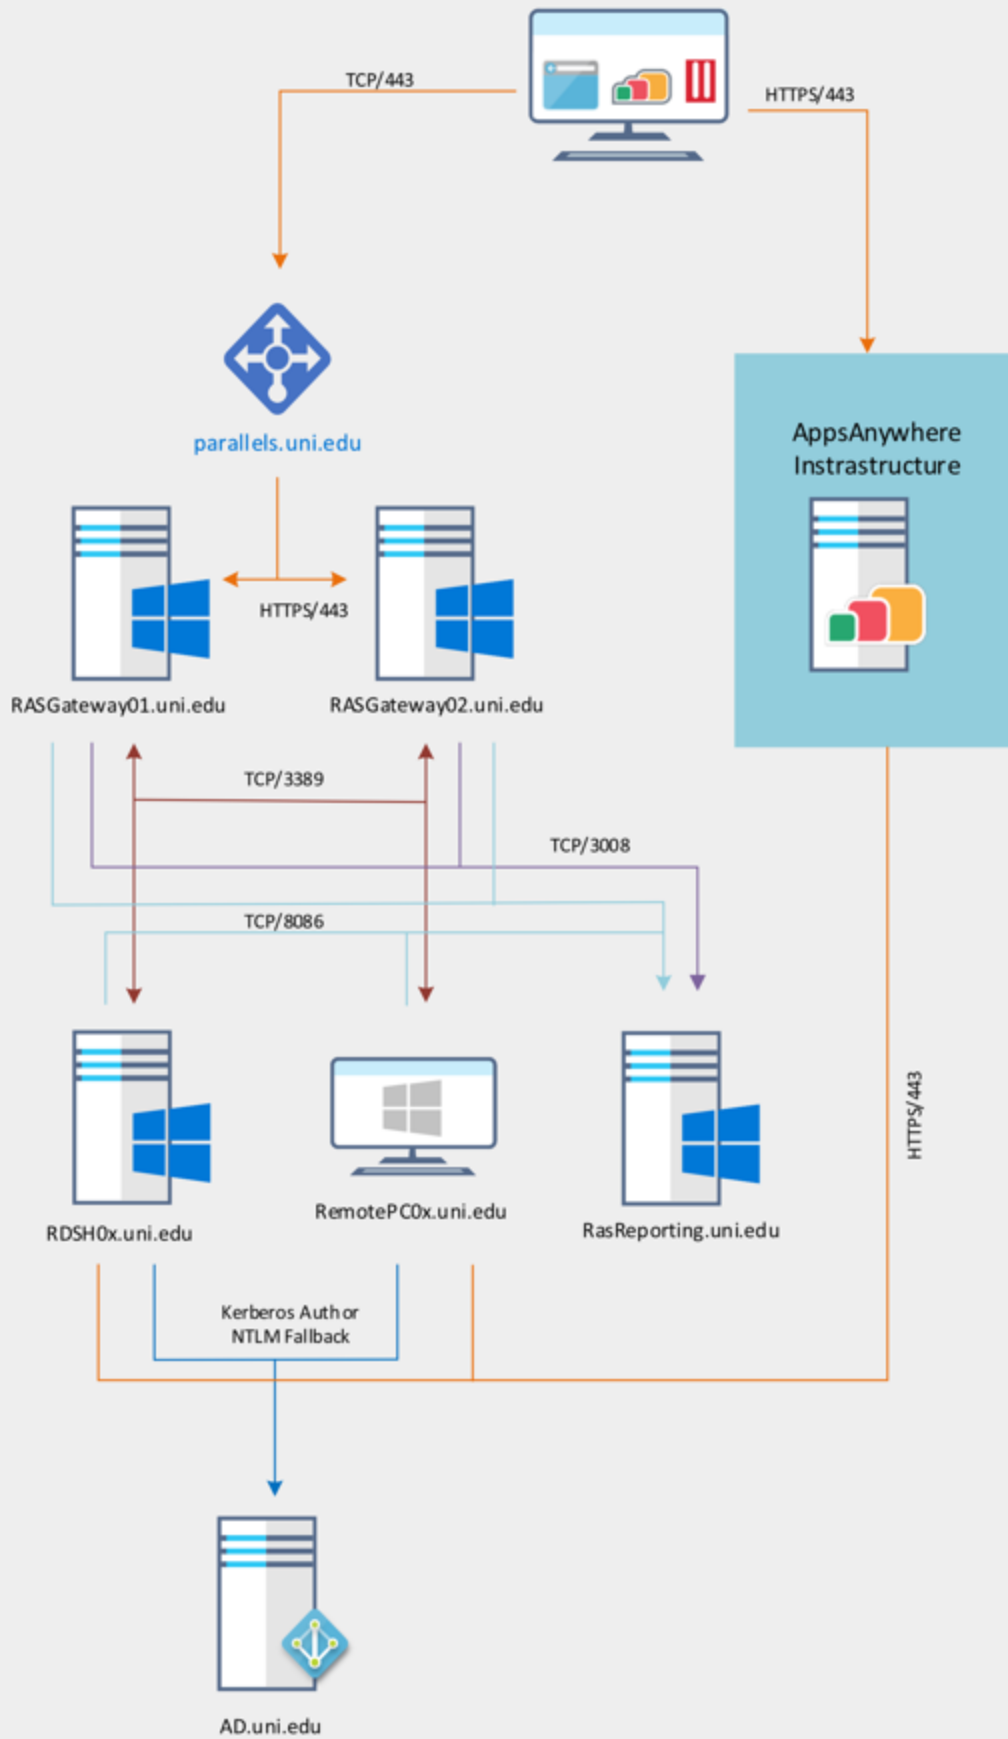 TCP/443
HTTPS/443
parallels.uni.edu
AppsAnywhere
Instrastructure
HTTPS/443
RASGateway01.uni.edu
RASGateway02.uni.edu
TCP/3389
TCP/3008
TCP/8086
HTTPS/443
RDSH0x.uni.edu
RemotePC0x.uni.edu
RasReporting.uni.edu
Kerberos Auth or
NTLM Fallback
AD.uni.edu